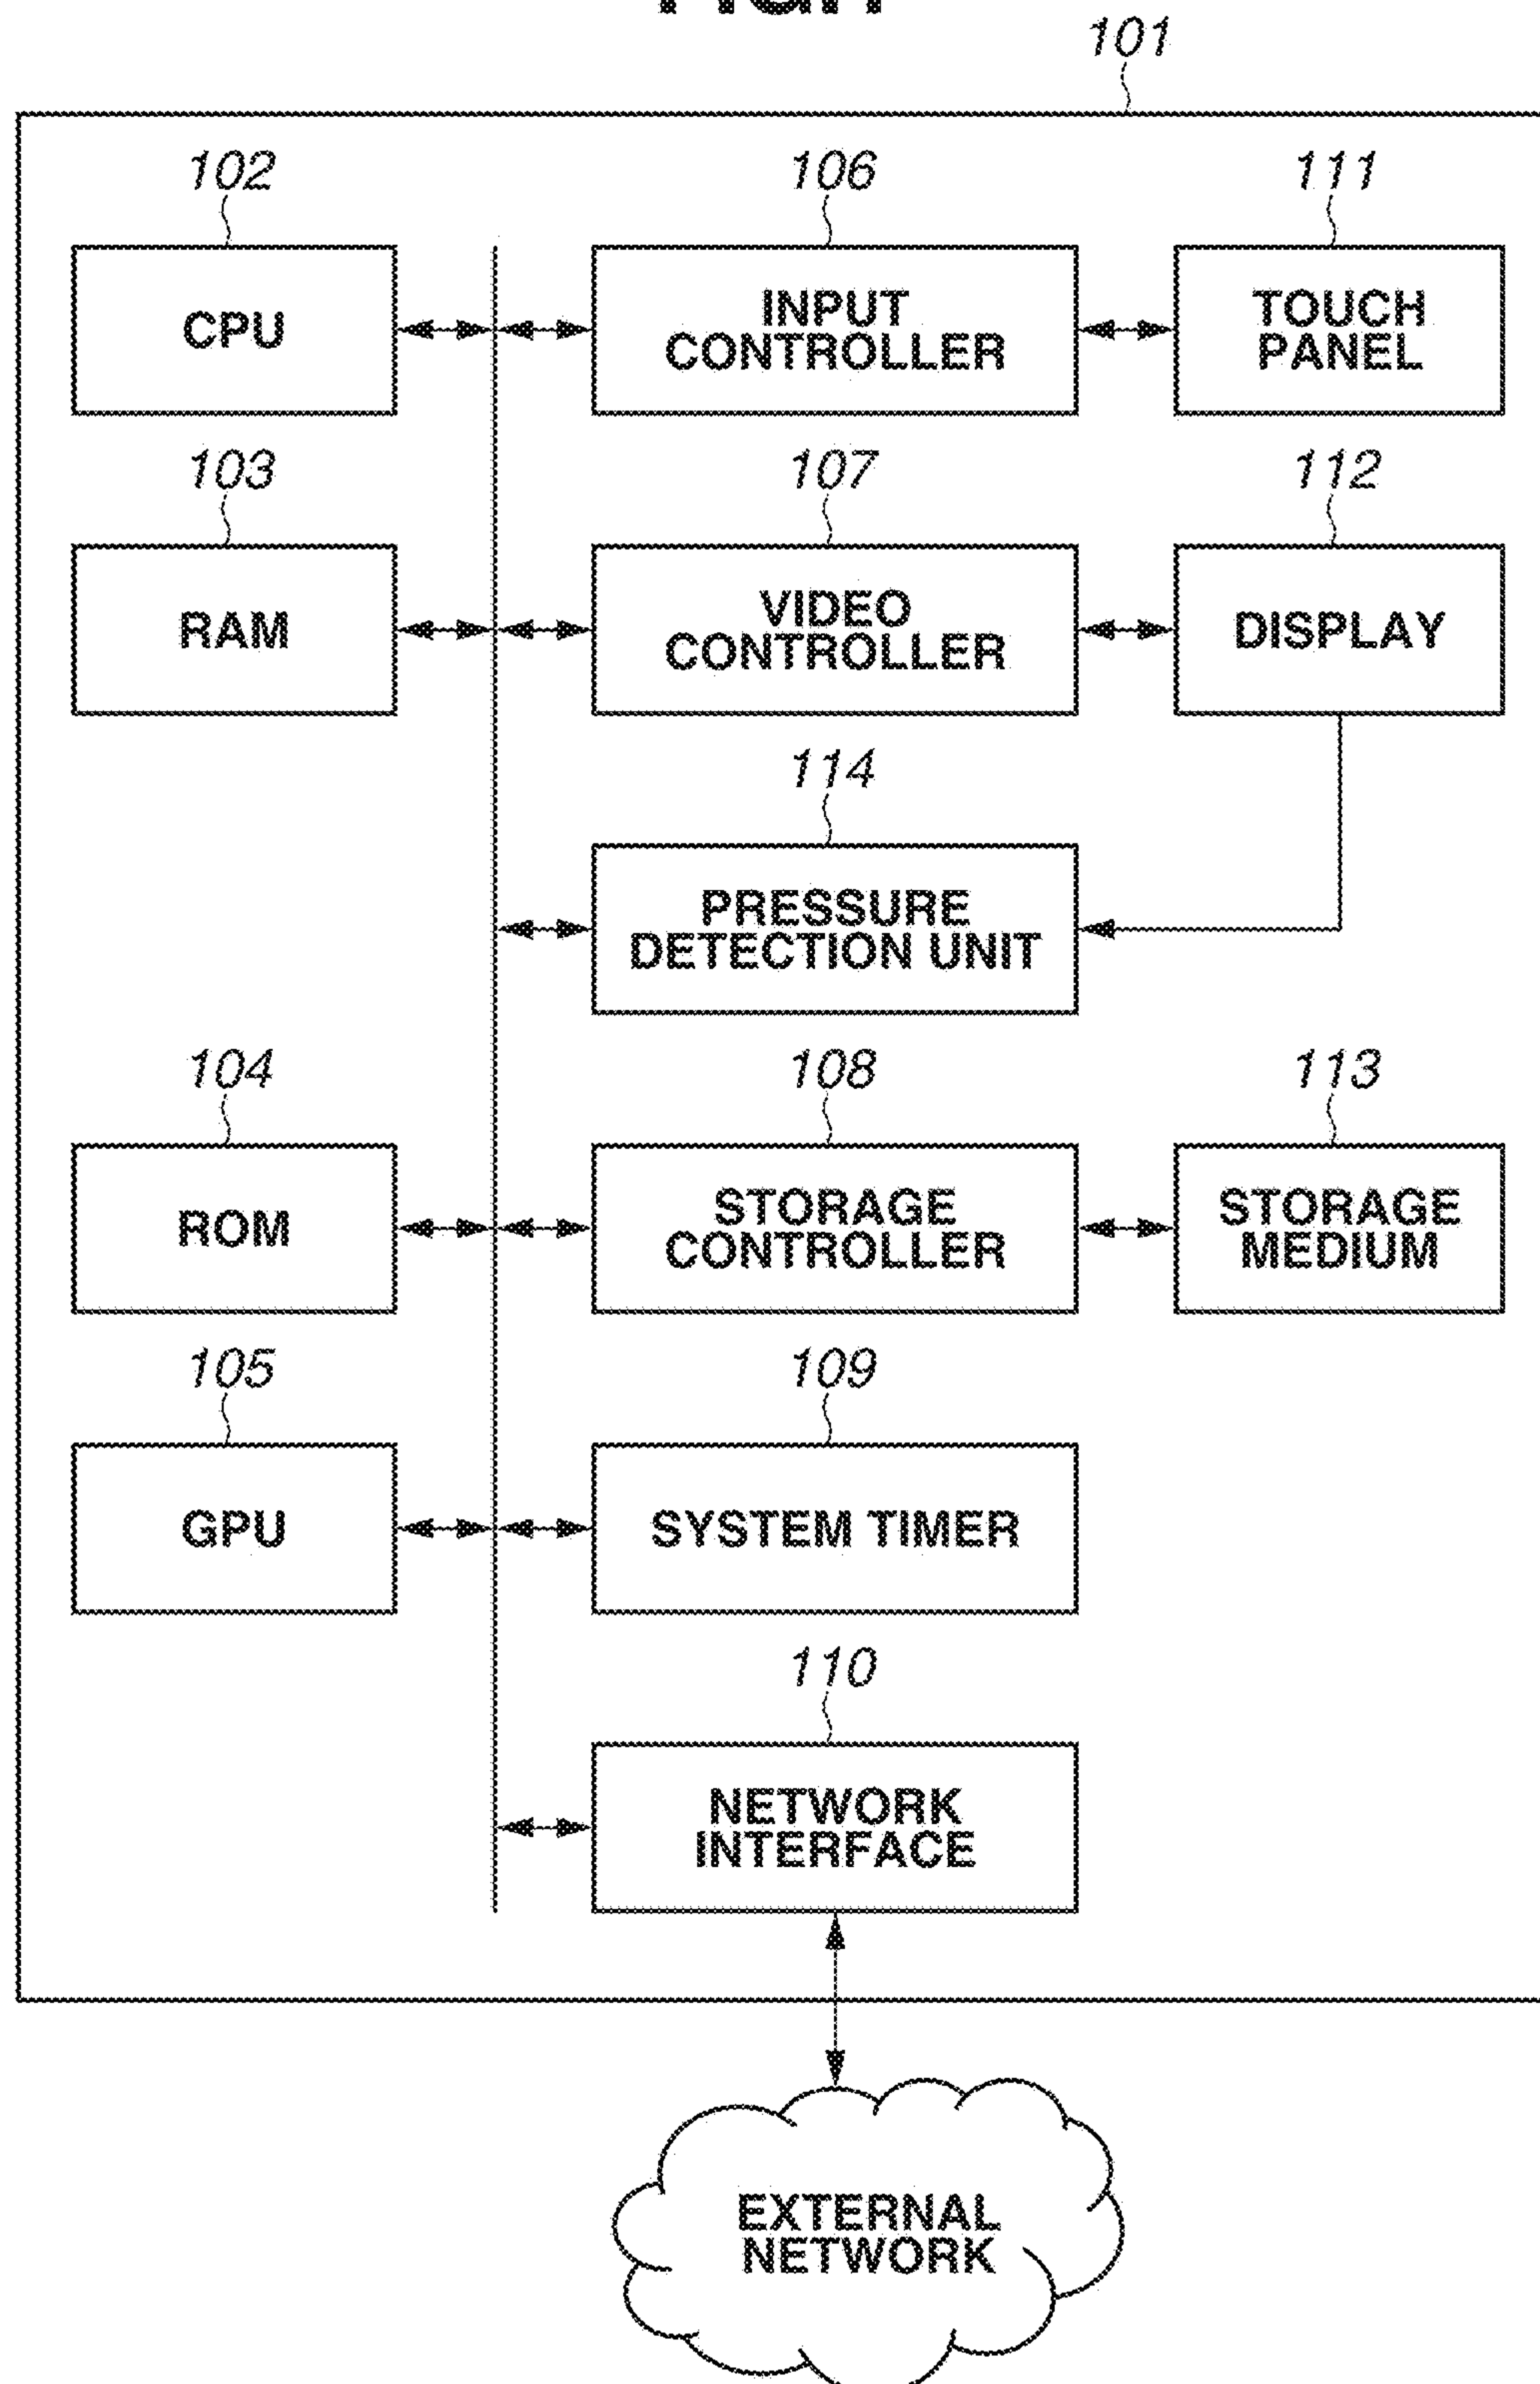 101
102
106
111
CPU
INPUT
CONTROLLER
TOUCH
PANEL
103
107
112
RAM
VIDEO
CONTROLLER
DISPLAY
114
PRESSURE
DETECTION UNIT
104
108
113
ROM
STORAGE
CONTROLLER
STORAGE
MEDIUM
105
109
GPU
SYSTEM TIMER
110
NETWORK
INTERFACE
EXTERNAL
NETWORK